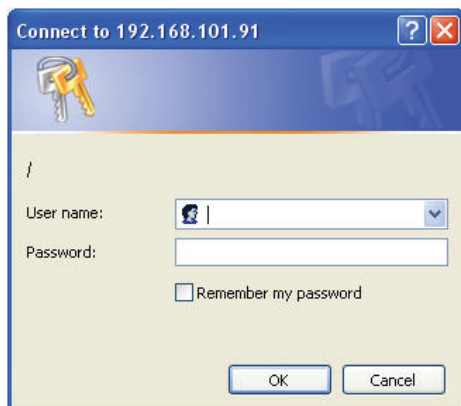 Connect to 192.168.101.91
?
/
User name:
Password:
Remember my password
OK Cancel